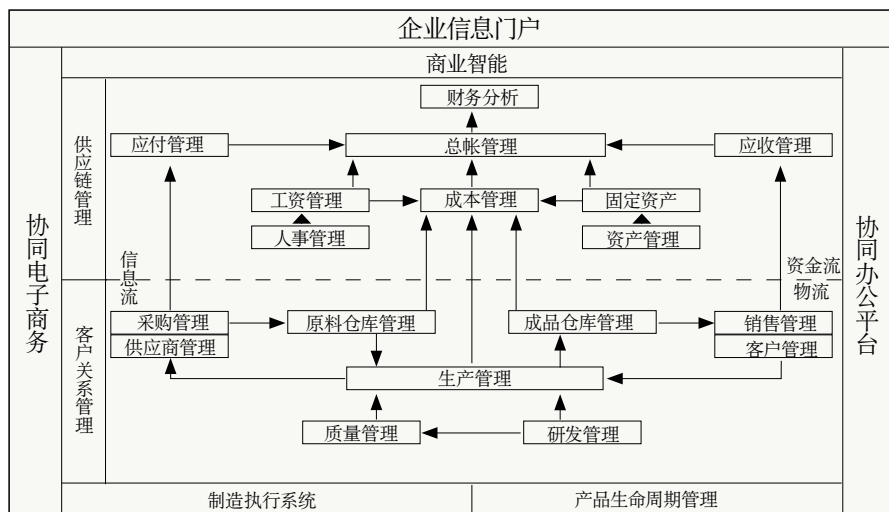 企业信息门户
商业智能
财务分析
应付管理
总帐管理
应收管理
供应链管理
工资管理
成本管理
固定资产
人事管理
资产管理
协同电子商务
协同办公平台
信息流
资金流
物流
采购管理
原料仓库管理
成品仓库管理
销售管理
供应商管理
客户管理
客户关系管理
生产管理
质量管理
研发管理
制造执行系统
产品生命周期管理